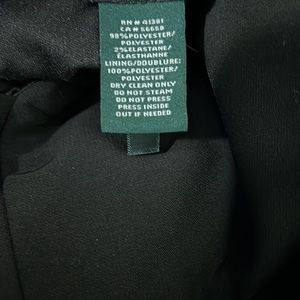 RN # 41381
CA # 56658
98%POLYESTER/
POLYESTER
2%ELASTANE/
ÉLASTHANNE
LINING/DOUBLURE:
100%POLYESTER/
POLYESTER
DRY CLEAN ONLY
DO NOT STEAM
DO NOT PRESS
PRESS INSIDE
OUT IF NEEDED